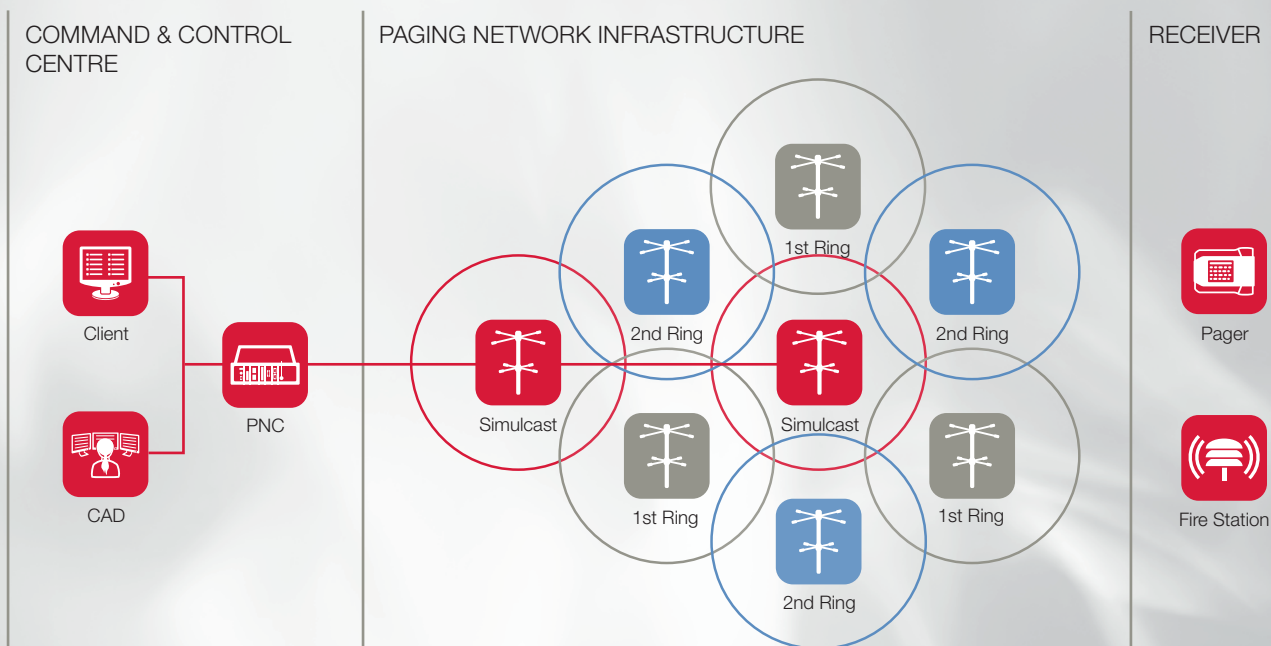 COMMAND & CONTROL
CENTRE
PAGING NETWORK INFRASTRUCTURE
RECEIVER
1st Ring
Client
2nd Ring
2nd Ring
Pager
PNC
Simulcast
Simulcast
CAD
1st Ring
1st Ring
Fire Station
2nd Ring